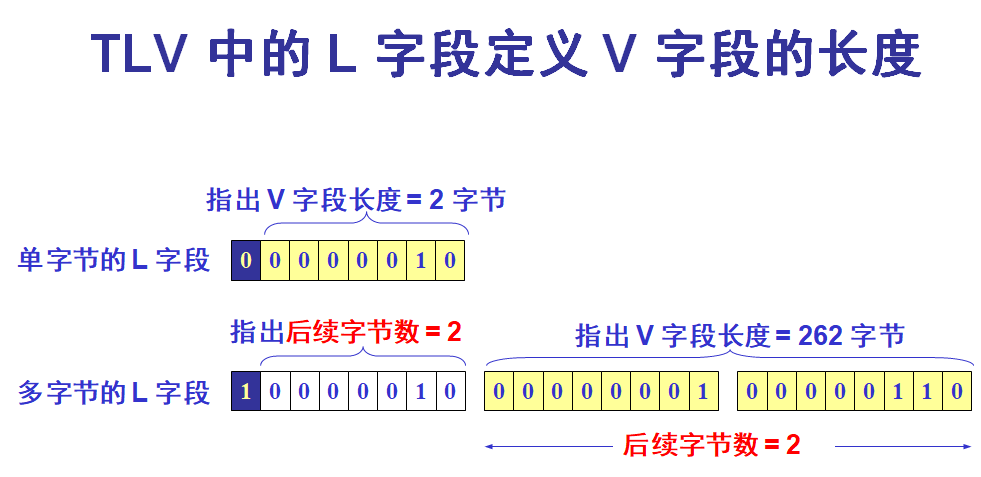 TLV 中的 L 字段定义 V 字段的长度
指出 V 字段长度 = 2 字节
单字节的 L 字段 0 0 0 0 0 0 1 0
指出后续字节数 = 2
指出 V 字段长度 = 262 字节
多字节的 L 字段 1 0 0 0 0 0 1 0 0 0 0 0 0 0 0 1 0 0 0 0 0 1 1 0
后续字节数 = 2